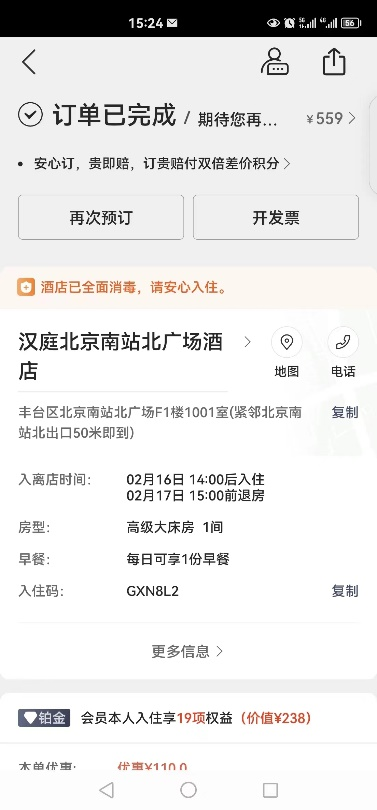 15:24
56
订单已完成 / 期待您再... ¥559
安心订，贵即赔，订贵赔付双倍差价积分
再次预订 开发票
酒店已全面消毒，请安心入住。
汉庭北京南站北广场酒
店
地图 电话
丰台区北京南站北广场F1楼1001室(紧邻北京南 复制
站北出口50米即到)
入离店时间： 02月16日 14:00后入住
02月17日 15:00前退房
房型： 高级大床房 1间
早餐： 每日可享1份早餐
入住码： GXN8L2 复制
更多信息
铂金 会员本人入住享19项权益（价值¥238）
本单优惠： 优惠¥110.0